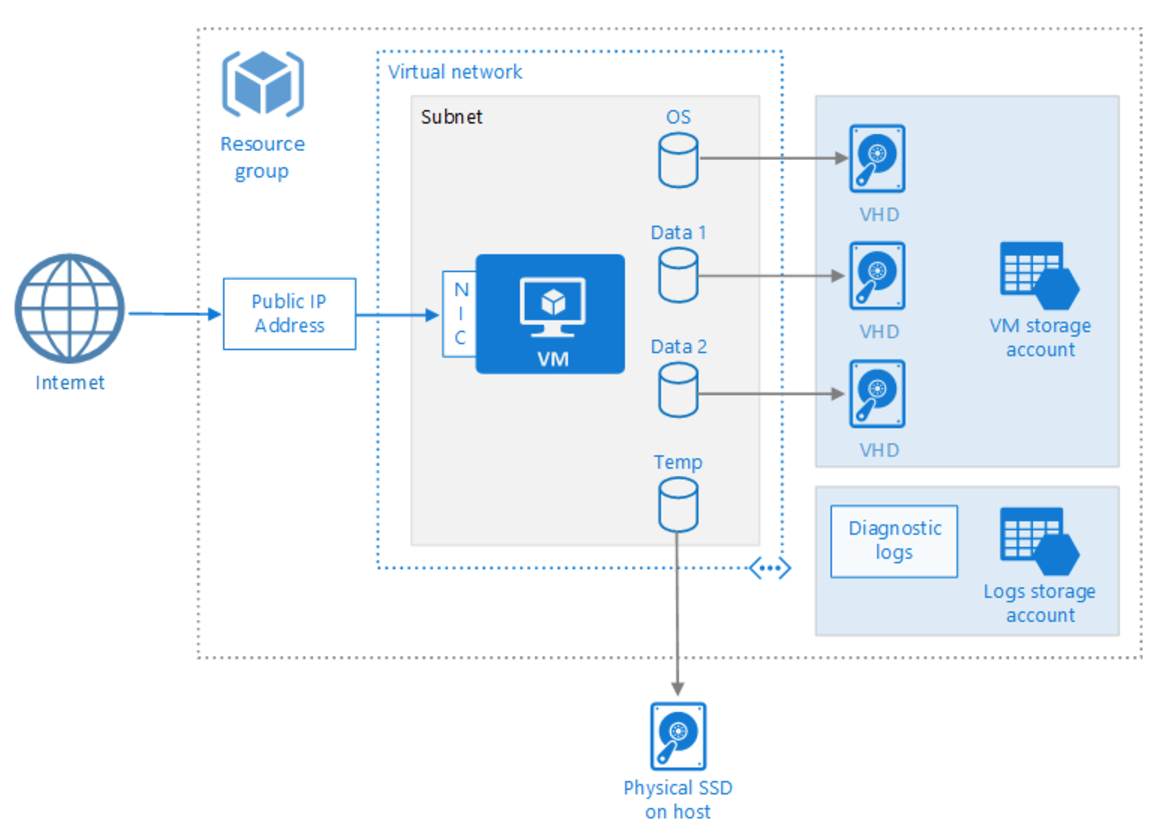 Virtual network
Subnet
OS
Resource
group
VHD
Data 1
Public IP
Address
N
I
C
VM
VHD
VM storage
account
Internet
Data 2
VHD
Temp
Diagnostic
logs
Logs storage
account
Physical SSD
on host